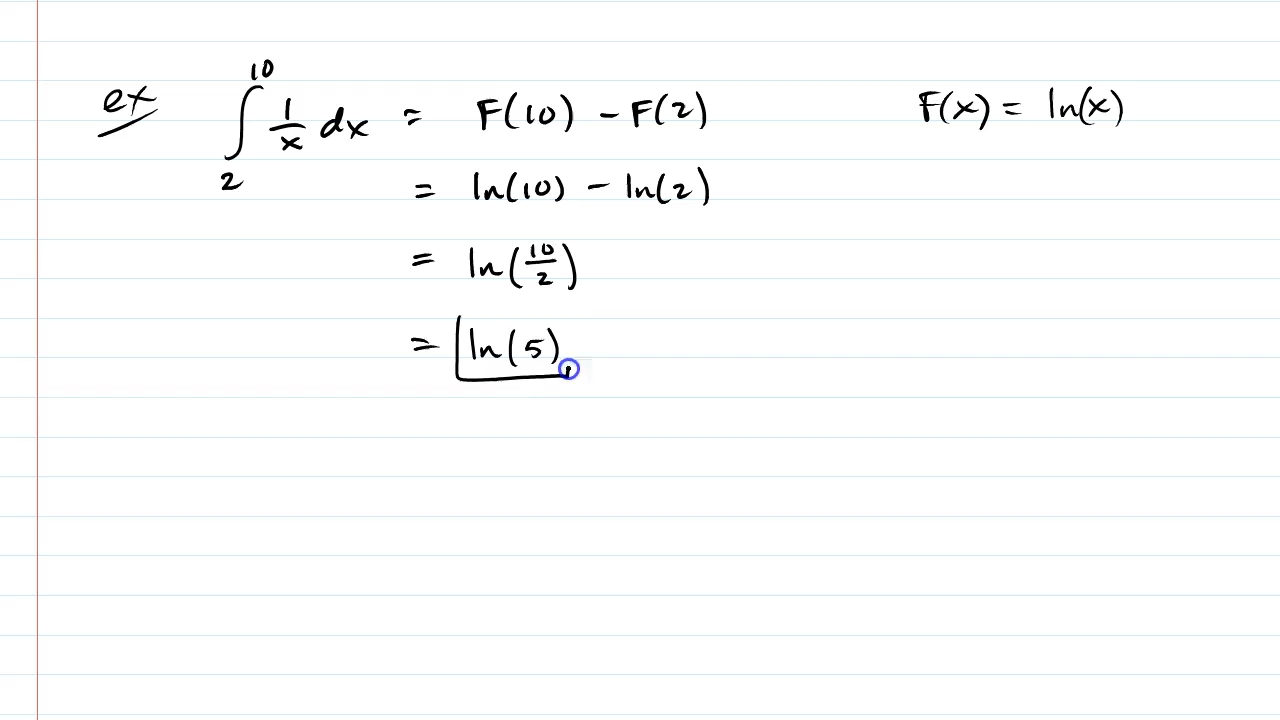 ex ∫₂¹⁰ 1/x dx = F(10) - F(2) F(x) = ln(x)
= ln(10) - ln(2)
= ln(10/2)
= ln(5)